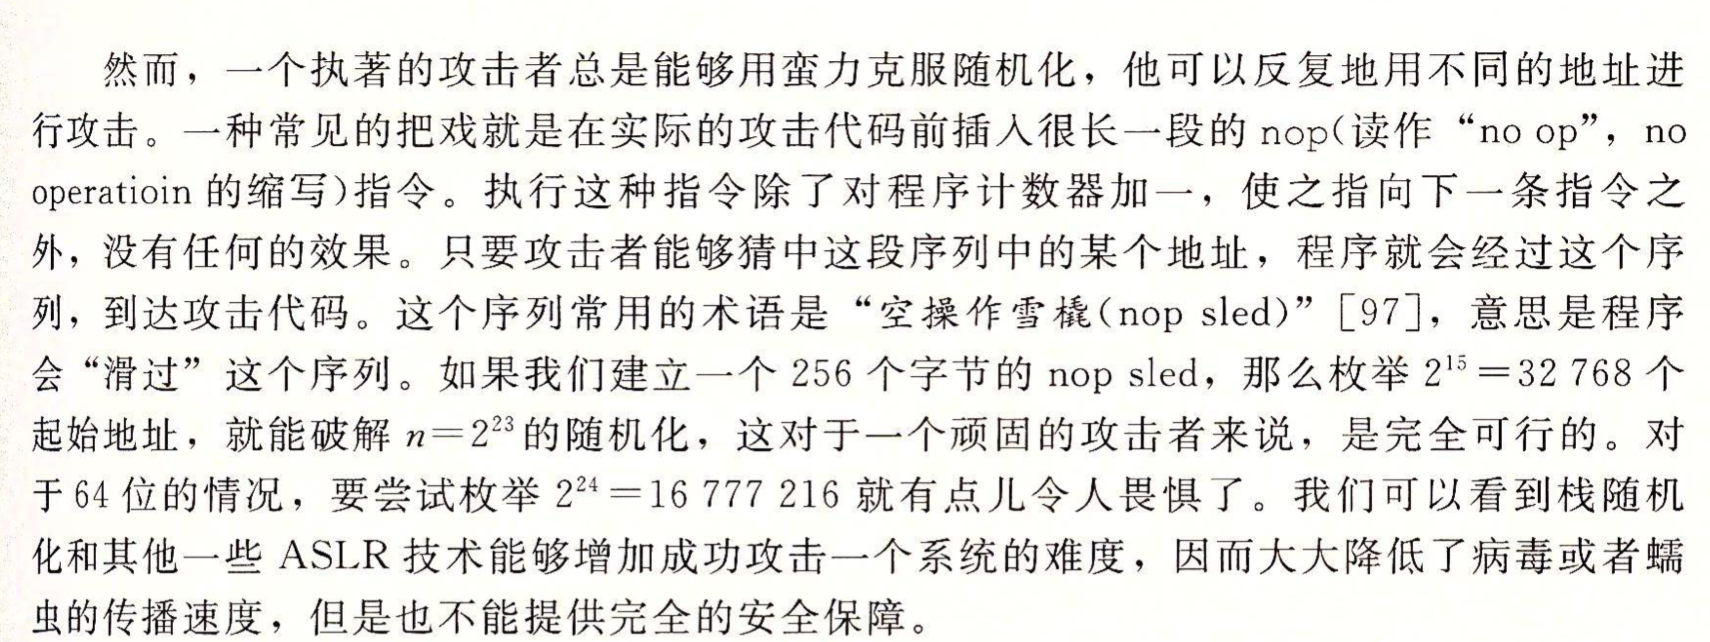 然而，一个执著的攻击者总是能够用蛮力克服随机化，他可以反复地用不同的地址进
行攻击。一种常见的把戏就是在实际的攻击代码前插入很长一段的 nop(读作“no op”，no
operatioin 的缩写)指令。执行这种指令除了对程序计数器加一，使之指向下一条指令之
外，没有任何的效果。只要攻击者能够猜中这段序列中的某个地址，程序就会经过这个序
列，到达攻击代码。这个序列常用的术语是“空操作雪橇(nop sled)”[97]，意思是程序
会“滑过”这个序列。如果我们建立一个 256 个字节的 nop sled，那么枚举 2¹⁵＝32 768 个
起始地址，就能破解 n＝2²³ 的随机化，这对于一个顽固的攻击者来说，是完全可行的。对
于 64 位的情况，要尝试枚举 2²⁴＝16 777 216 就有点儿令人畏惧了。我们可以看到栈随机
化和其他一些 ASLR 技术能够增加成功攻击一个系统的难度，因而大大降低了病毒或者蠕
虫的传播速度，但是也不能提供完全的安全保障。